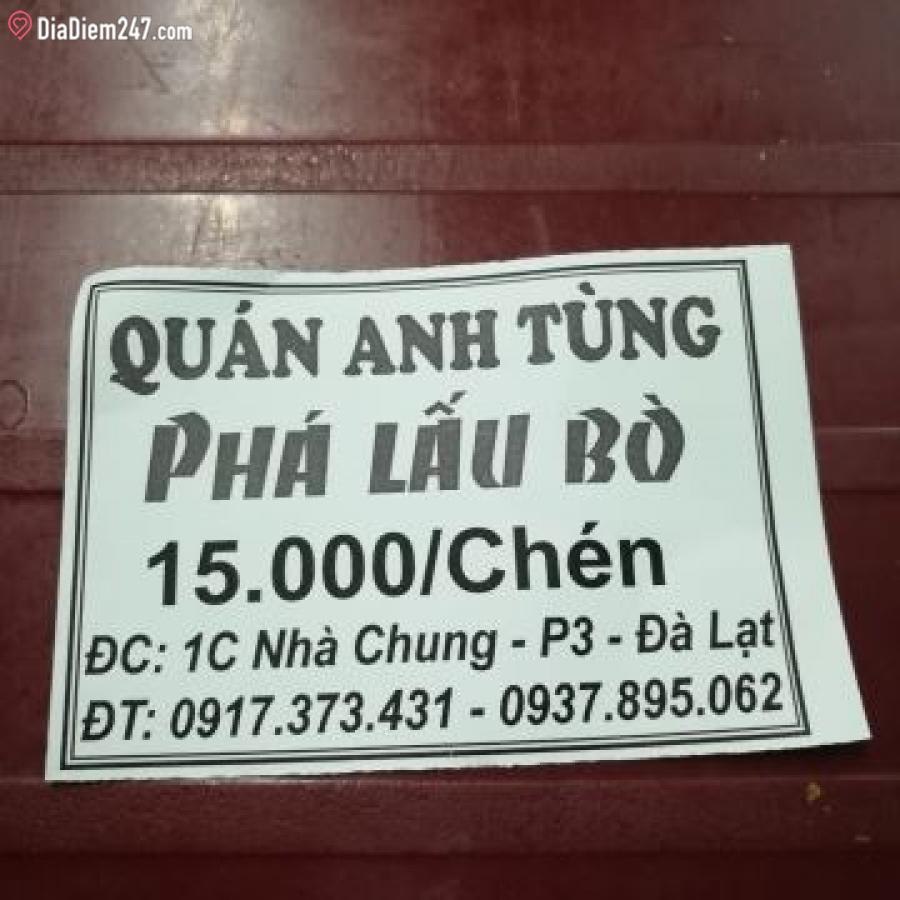 DiaDiem247.com
QUÁN ANH TÙNG
PHÁ LẤU BÒ
15.000/Chén
ĐC: 1C Nhà Chung - P3 - Đà Lạt
ĐT: 0917.373.431 - 0937.895.062